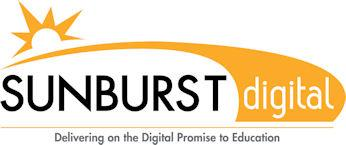 SUNBURST digital
Delivering on the Digital Promise to Education